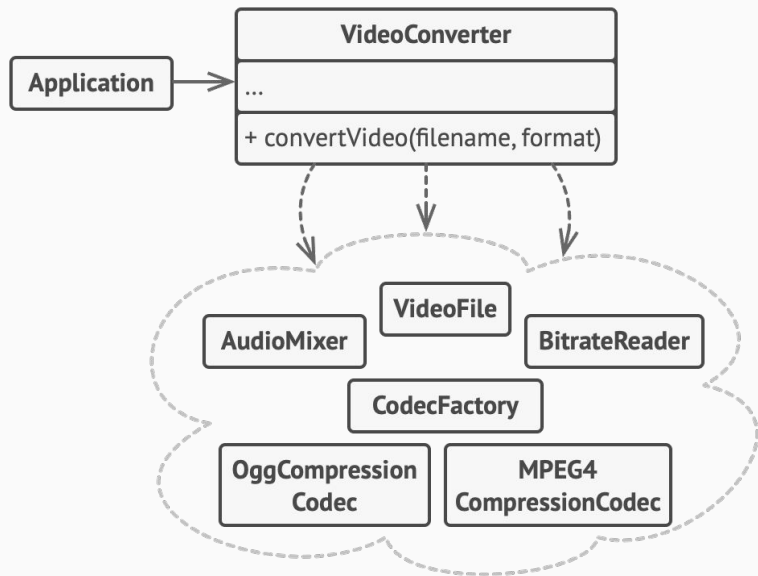 VideoConverter
Application
...
+ convertVideo(filename, format)
VideoFile
AudioMixer
BitrateReader
CodecFactory
OggCompression
Codec
MPEG4
CompressionCodec